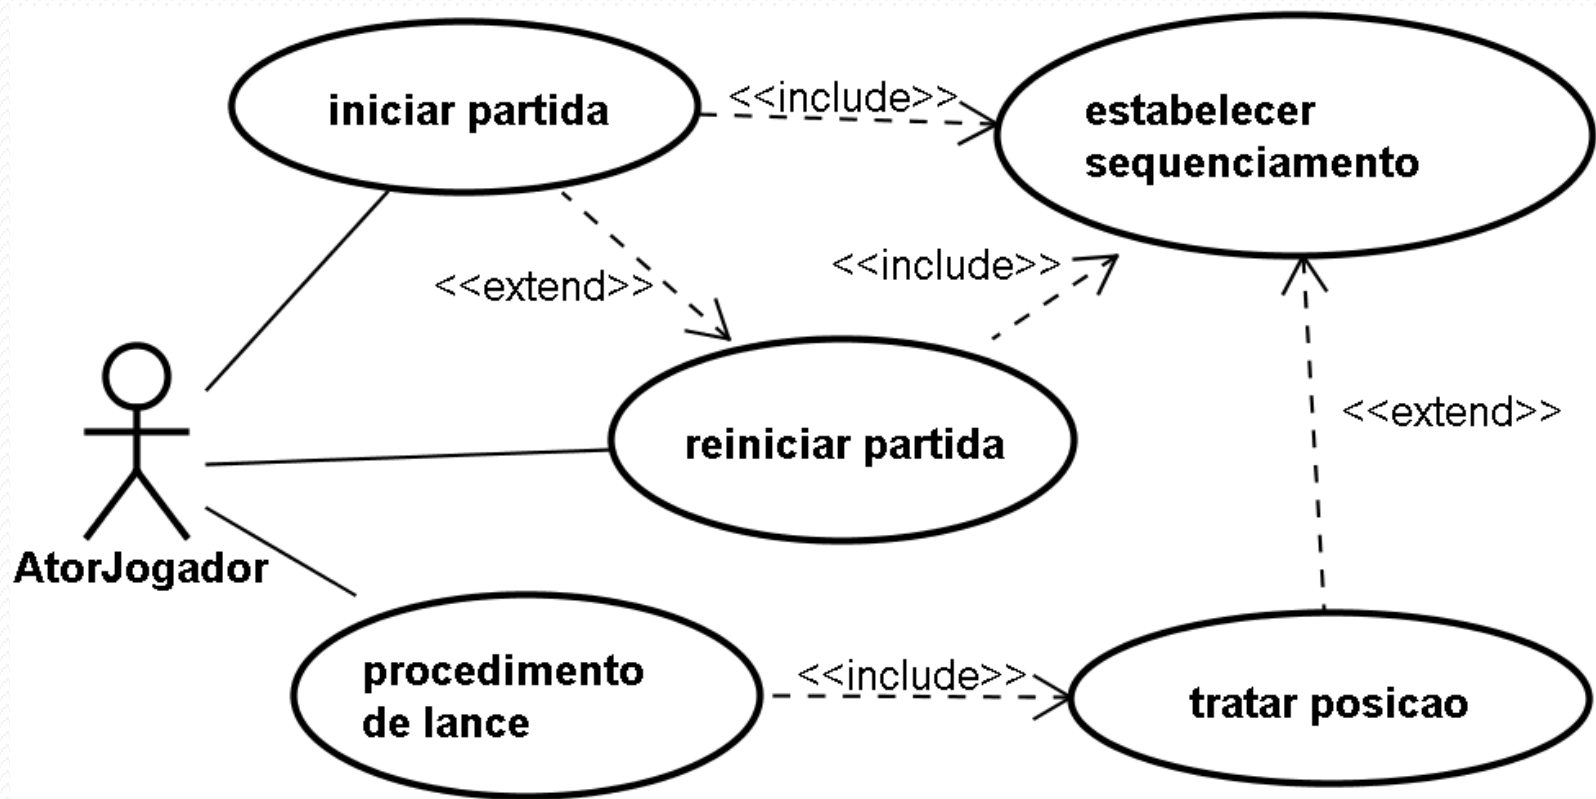 iniciar partida
<<include>>
estabelecer
sequenciamento
<<include>>
<<extend>>
<<extend>>
reiniciar partida
AtorJogador
procedimento
de lance
<<include>>
tratar posicao